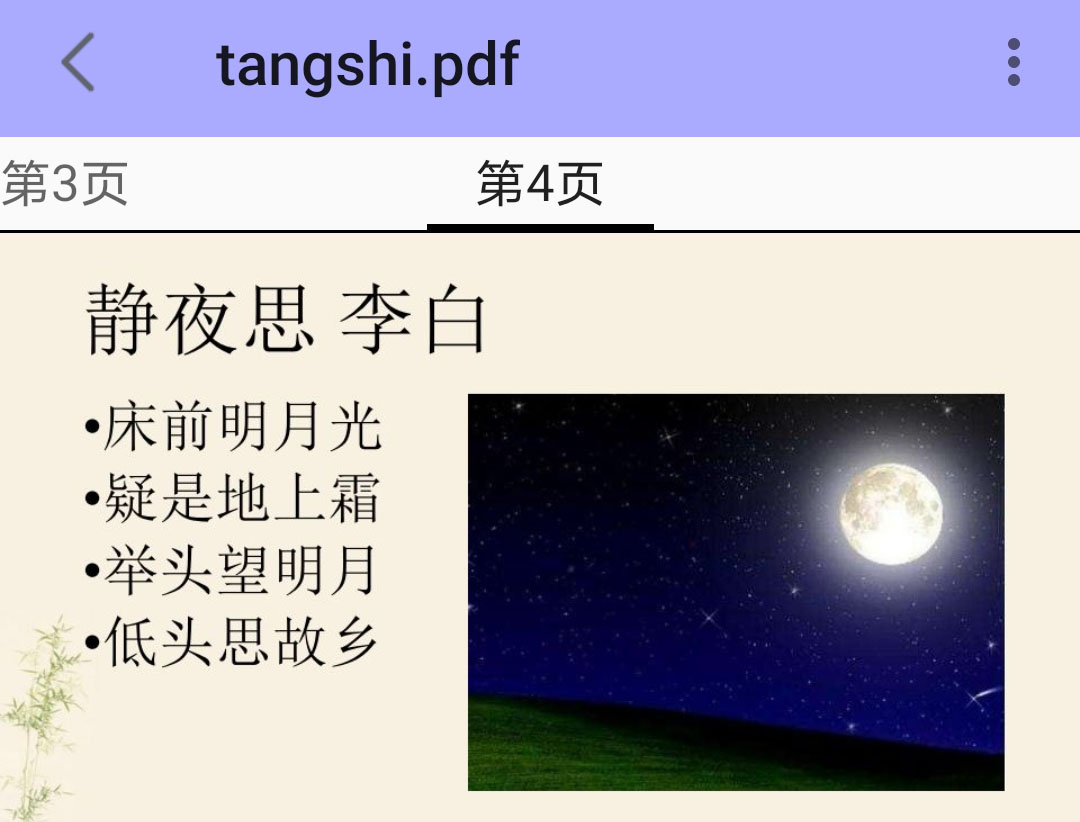 tangshi.pdf
第3页 第4页
静夜思 李白
•床前明月光
•疑是地上霜
•举头望明月
•低头思故乡